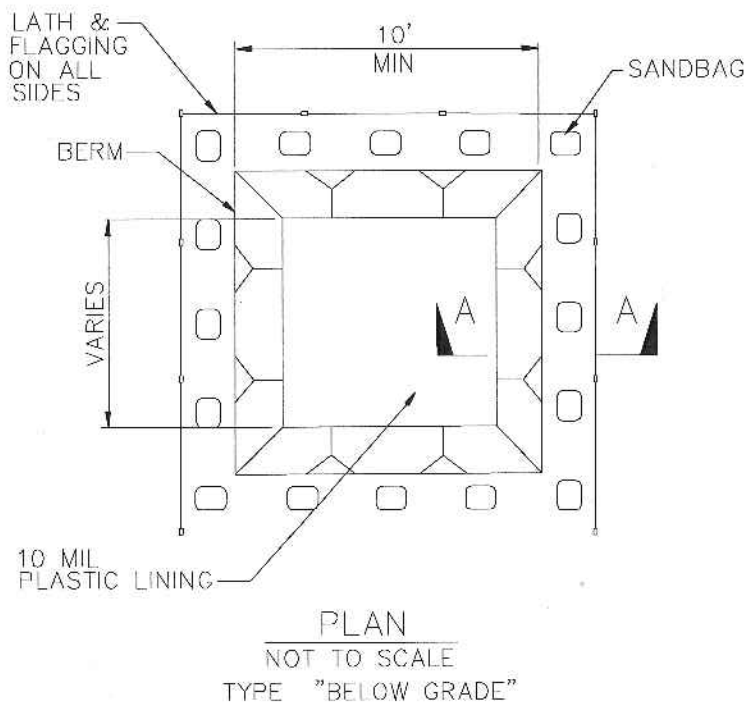 LATH &
FLAGGING
ON ALL
SIDES
10'
MIN
SANDBAG
BERM
VARIES
A
A
10 MIL
PLASTIC LINING
PLAN
NOT TO SCALE
TYPE "BELOW GRADE"